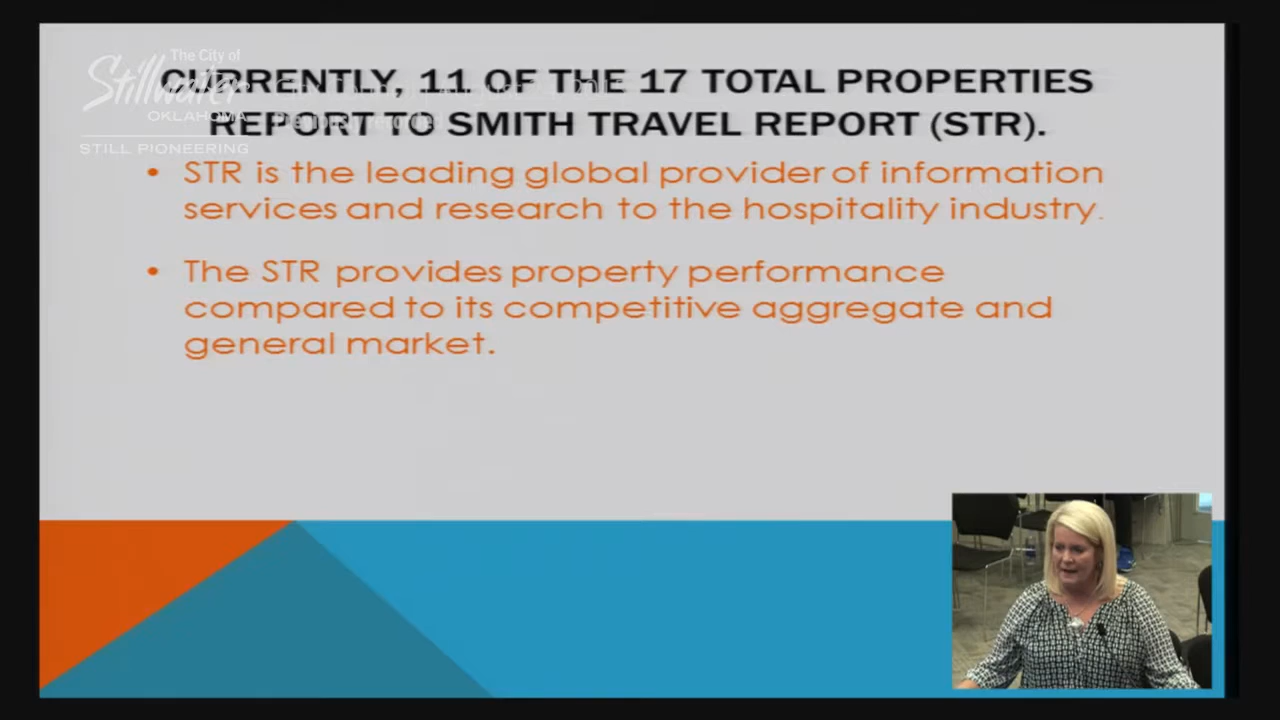 The City of
Stillwater
OKLAHOMA
STILL PIONEERING
CURRENTLY, 11 OF THE 17 TOTAL PROPERTIES
REPORT TO SMITH TRAVEL REPORT (STR).
• STR is the leading global provider of information
services and research to the hospitality industry.
• The STR provides property performance
compared to its competitive aggregate and
general market.